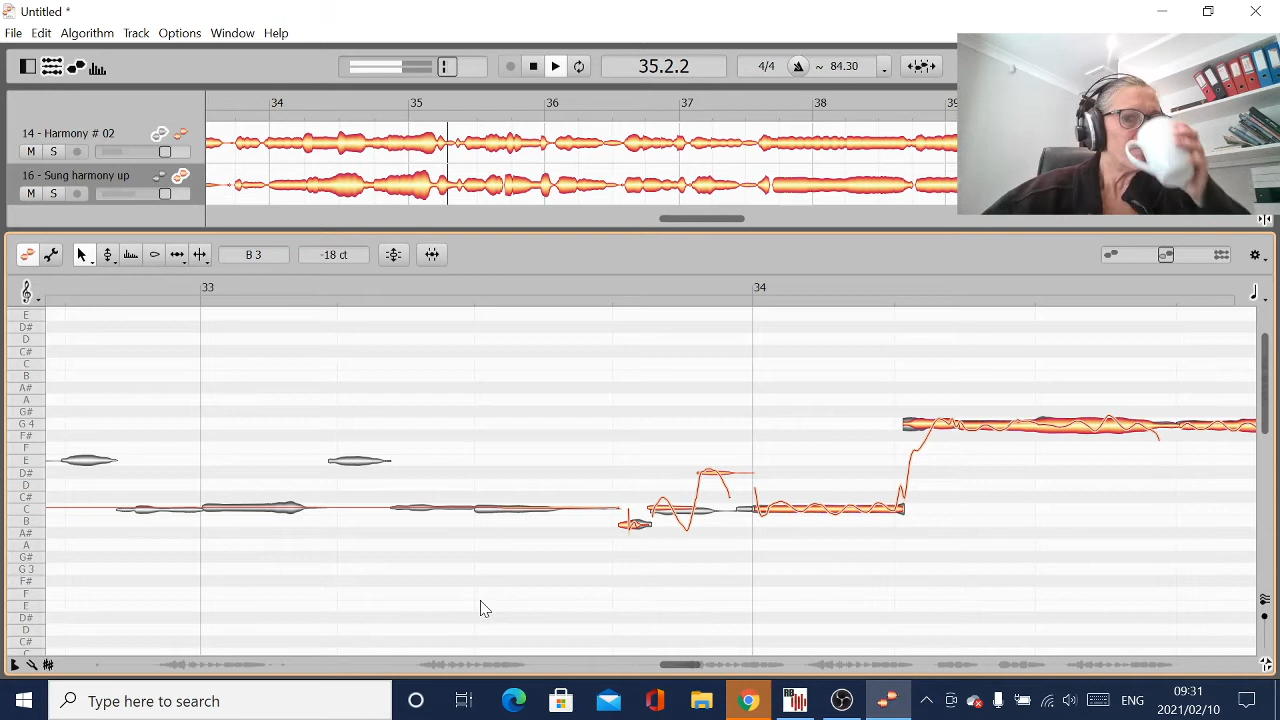 Untitled *
File Edit Algorithm Track Options Window Help
35.2.2 4/4 ~ 84.30
34 35 36 37 38 39
14 - Harmony # 02
M S
16 - Sung harmony up
M S
B 3 -18 ct
33 34
E
D#
D
C#
C
B
A#
A
G#
G 4
F#
F
E
D#
D
C#
C
B
A#
A
G#
G 3
F#
F
E
D#
D
C#
C
Type here to search
RB
ENG
09:31
2021/02/10